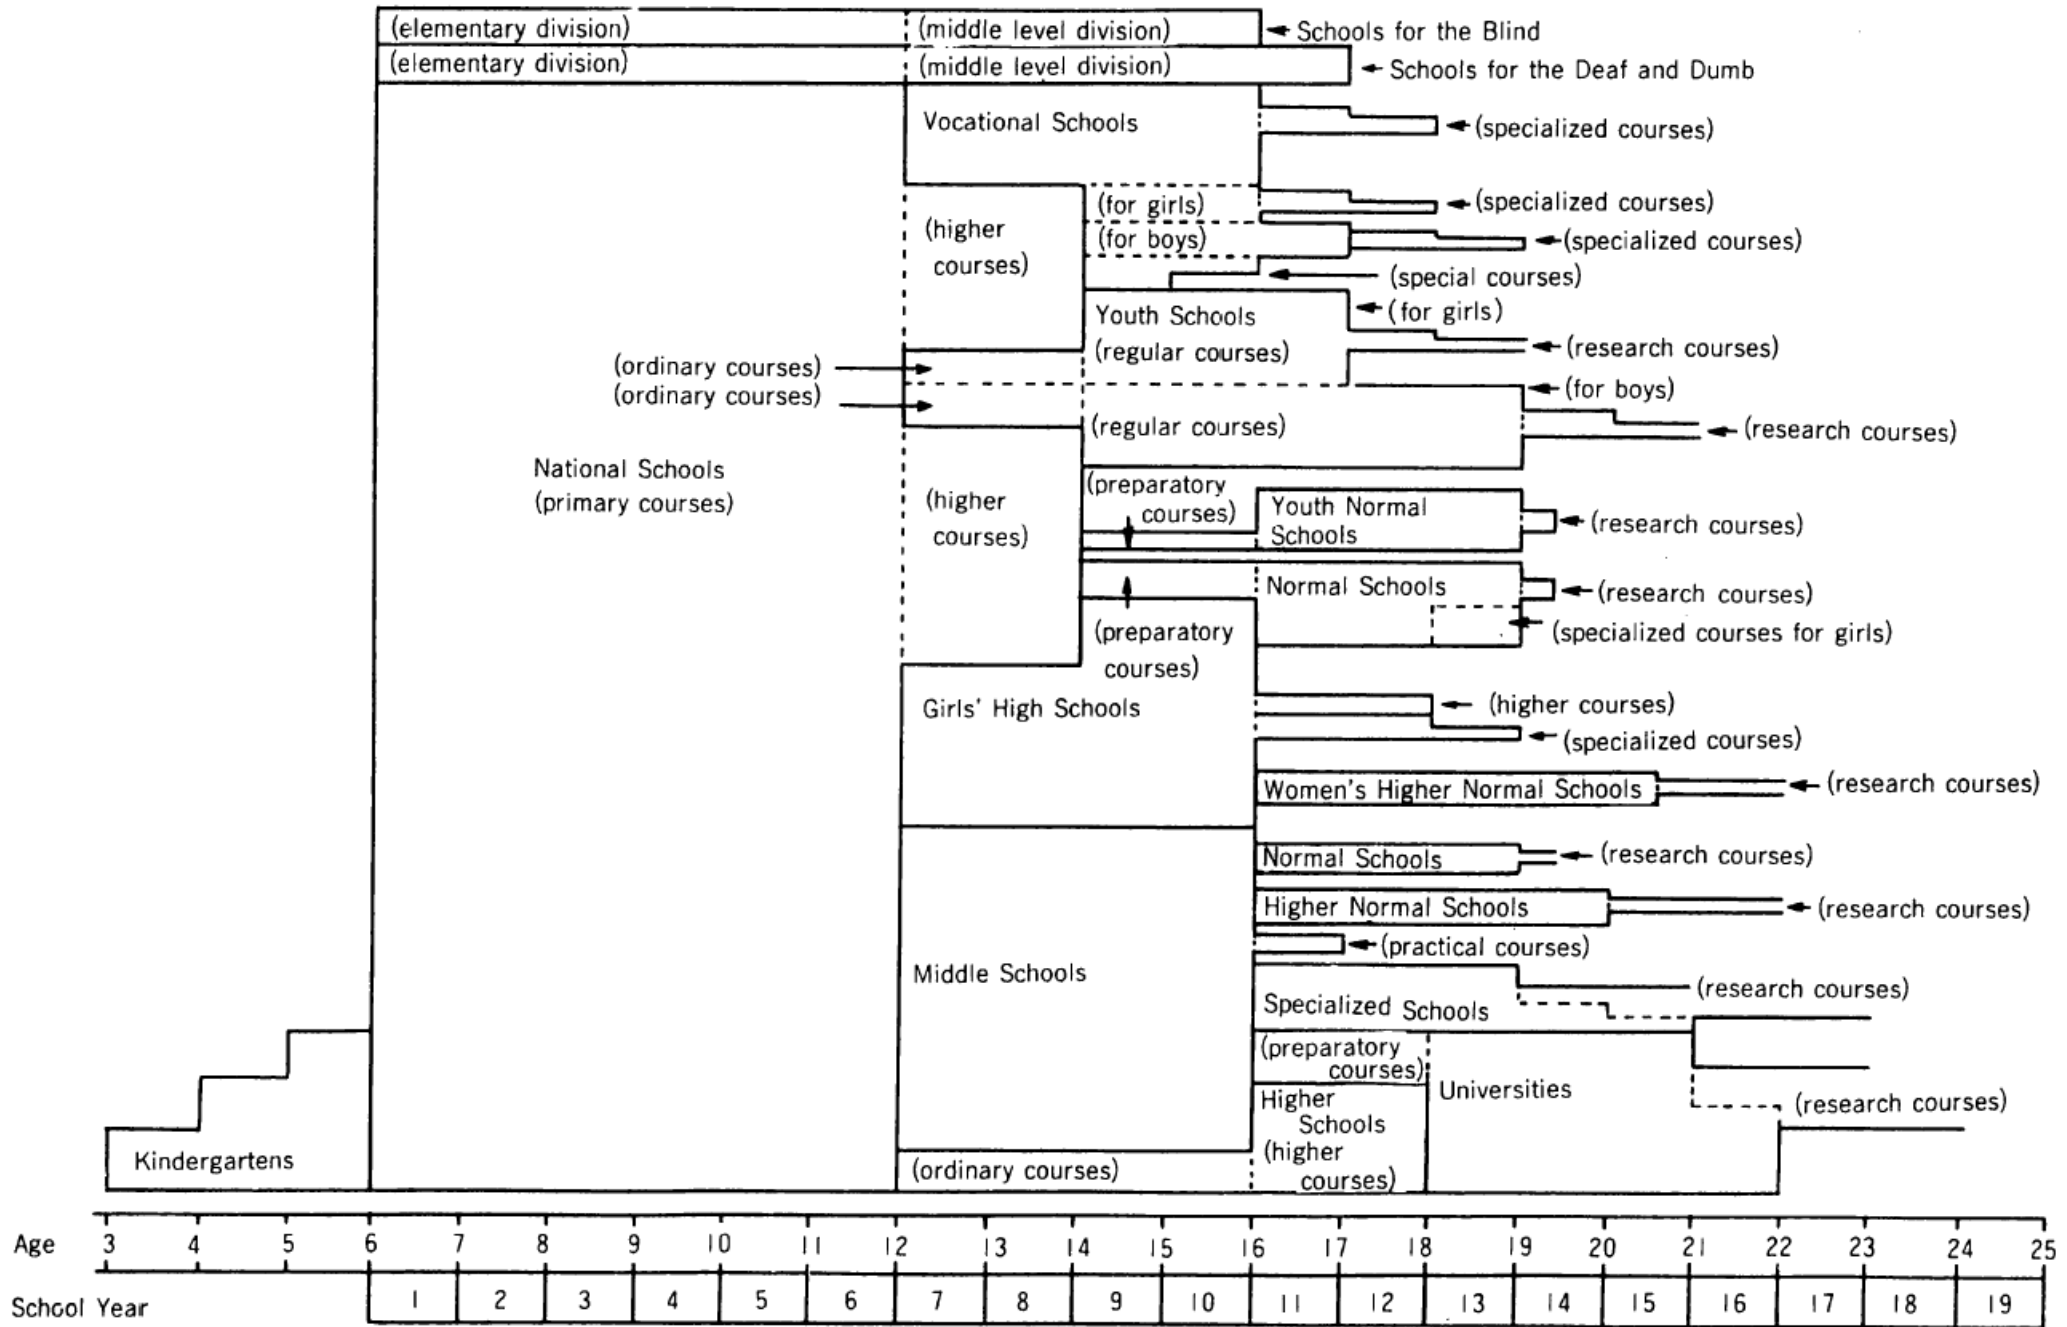 (elementary division) (middle level division) Schools for the Blind
(elementary division) (middle level division) Schools for the Deaf and Dumb
Vocational Schools
(specialized courses)
(for girls) (specialized courses)
(higher
courses)
(for boys) (specialized courses)
(special courses)
Youth Schools (for girls)
(regular courses) (research courses)
(ordinary courses)
(ordinary courses) (for boys)
(regular courses) (research courses)
National Schools
(primary courses)
(higher
courses)
(preparatory
courses)
Youth Normal
Schools
(research courses)
Normal Schools (research courses)
(specialized courses for girls)
(preparatory
courses)
Girls' High Schools (higher courses)
(specialized courses)
Women's Higher Normal Schools (research courses)
Normal Schools (research courses)
Higher Normal Schools (research courses)
(practical courses)
Middle Schools
Specialized Schools (research courses)
(preparatory
courses)
Universities
Higher
Schools
(higher
courses)
(research courses)
Kindergartens
(ordinary courses)
Age 3 4 5 6 7 8 9 10 11 12 13 14 15 16 17 18 19 20 21 22 23 24 25
School Year 1 2 3 4 5 6 7 8 9 10 11 12 13 14 15 16 17 18 19